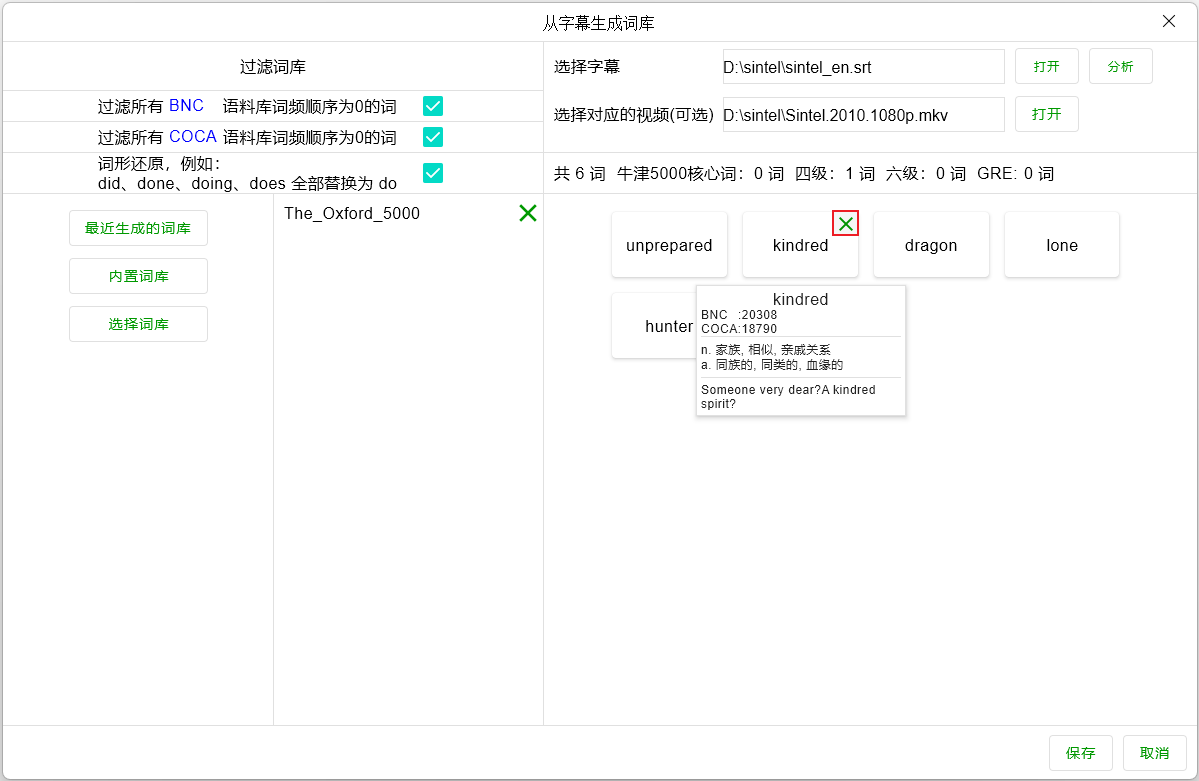 从字幕生成词库
过滤词库
过滤所有 BNC 语料库词频顺序为0的词
过滤所有 COCA 语料库词频顺序为0的词
词形还原，例如：
did、done、doing、does 全部替换为 do
选择字幕
D:\sintel\sintel_en.srt
打开
分析
选择对应的视频(可选)
D:\sintel\Sintel.2010.1080p.mkv
打开
共 6 词 牛津5000核心词：0 词 四级：1 词 六级：0 词 GRE: 0 词
最近生成的词库
内置词库
选择词库
The_Oxford_5000
unprepared
kindred
dragon
lone
hunter
kindred
BNC :20308
COCA:18790
n. 家族, 相似, 亲戚关系
a. 同族的, 同类的, 血缘的
Someone very dear?A kindred
spirit?
保存
取消